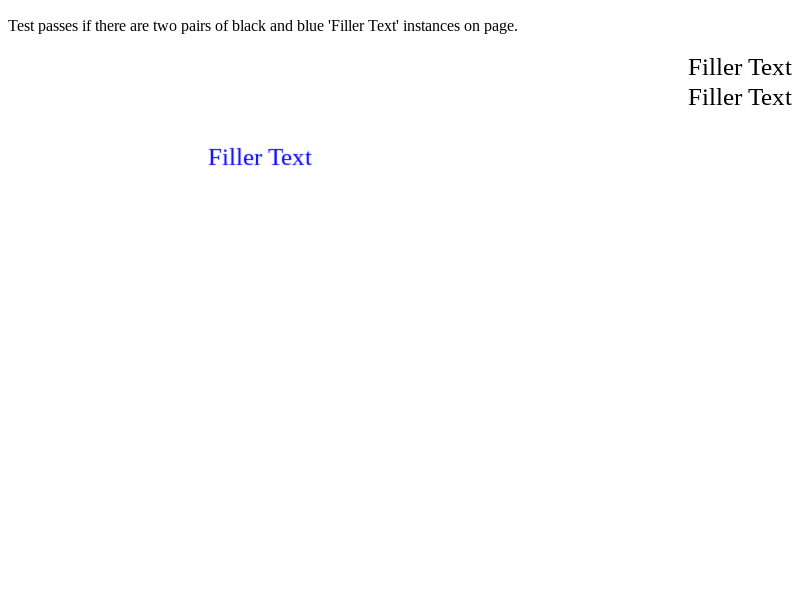 Test passes if there are two pairs of black and blue 'Filler Text' instances on page.
Filler Text
Filler Text
Filler Text